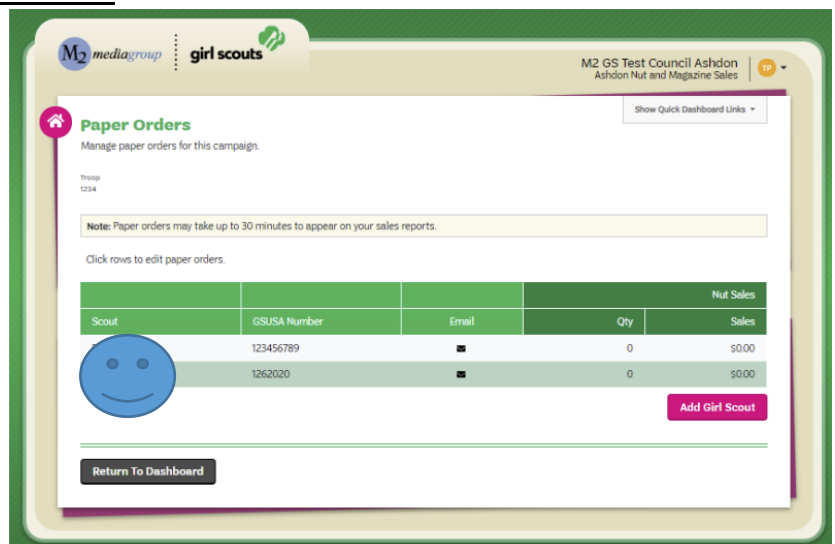 M2 mediagroup
girl scouts
M2 GS Test Council Ashdon
Ashdon Nut and Magazine Sales
TP
Show Quick Dashboard Links
Paper Orders
Manage paper orders for this campaign.
Troop
1234
Note: Paper orders may take up to 30 minutes to appear on your sales reports.
Click rows to edit paper orders.
Nut Sales
Scout GSUSA Number Email Qty Sales
123456789 0 $0.00
1262020 0 $0.00
Add Girl Scout
Return To Dashboard